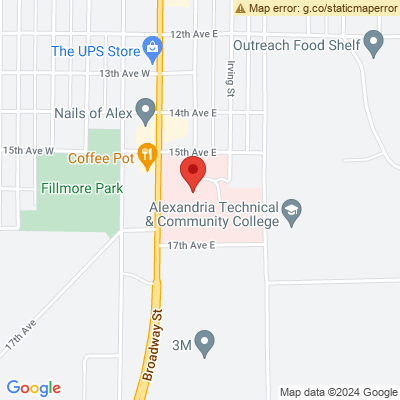 Map error: g.co/staticmaperror
12th Ave E
The UPS Store
Outreach Food Shelf
13th Ave W
Irving St
Nails of Alex
14th Ave E
15th Ave W
15th Ave E
Coffee Pot
Fillmore Park
Alexandria Technical
& Community College
17th Ave E
17th Ave
Broadway St
3M
Google
Map data ©2024 Google